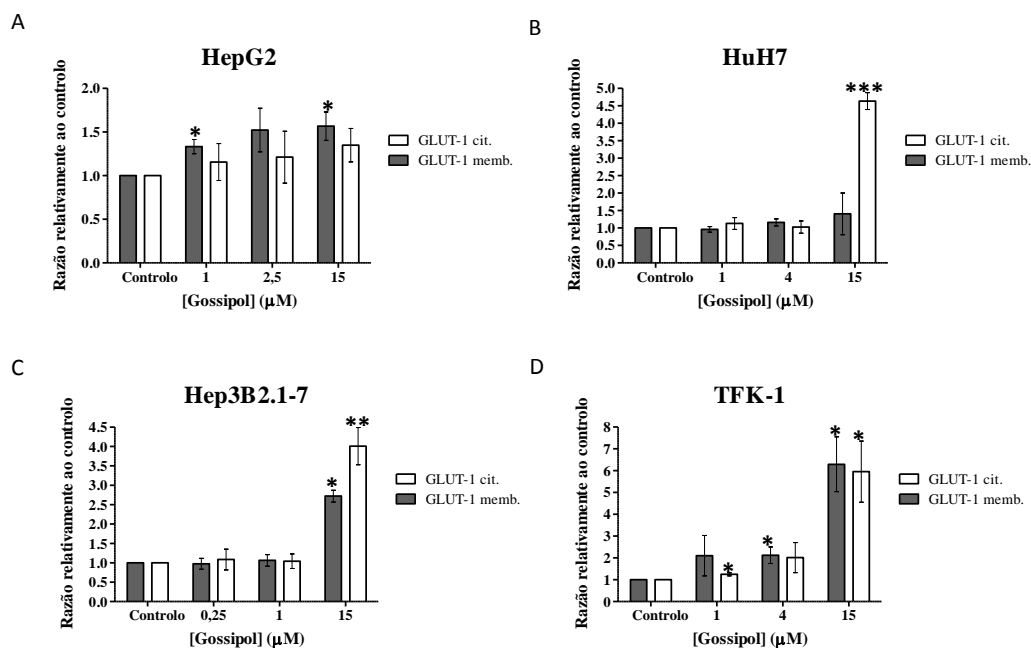 A
HepG2
Razão relativamente ao controlo
2.0
1.5
1.0
0.5
0.0
*
*
Controlo
1
2,5
15
[Gossipol] (μM)
GLUT-1 cit.
GLUT-1 memb.
B
HuH7
Razão relativamente ao controlo
5.0
4.5
4.0
3.5
3.0
2.5
2.0
1.5
1.0
0.5
0.0
***
Controlo
1
4
15
[Gossipol] (μM)
GLUT-1 cit.
GLUT-1 memb.
C
Hep3B2.1-7
Razão relativamente ao controlo
4.5
4.0
3.5
3.0
2.5
2.0
1.5
1.0
0.5
0.0
*
**
Controlo
0,25
1
15
[Gossipol] (μM)
GLUT-1 cit.
GLUT-1 memb.
D
TFK-1
Razão relativamente ao controlo
8
7
6
5
4
3
2
1
0
*
*
*
*
Controlo
1
4
15
[Gossipol] (μM)
GLUT-1 cit.
GLUT-1 memb.